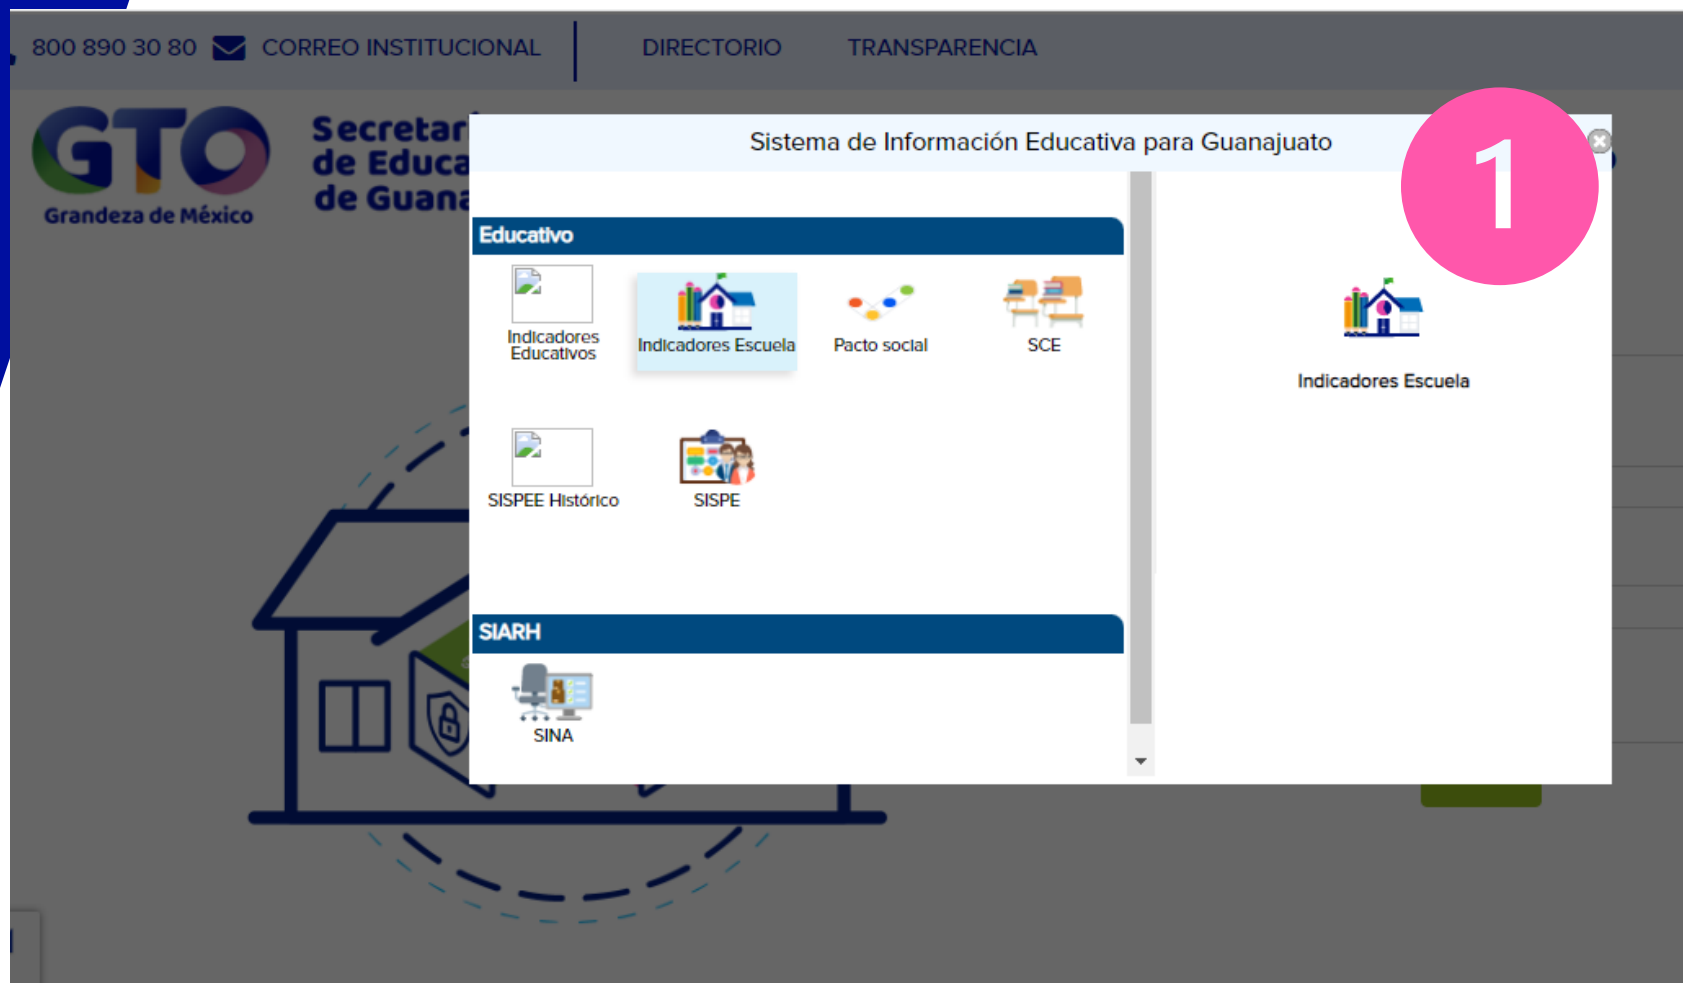 800 890 30 80 CORREO INSTITUCIONAL DIRECTORIO TRANSPARENCIA
GTO
Grandeza de México
Secretar
de Educa
de Guana
Sistema de Información Educativa para Guanajuato
1
Educativo
Indicadores
Educativos
Indicadores Escuela
Pacto social
SCE
SISPEE Histórico
SISPE
SIARH
SINA
Indicadores Escuela